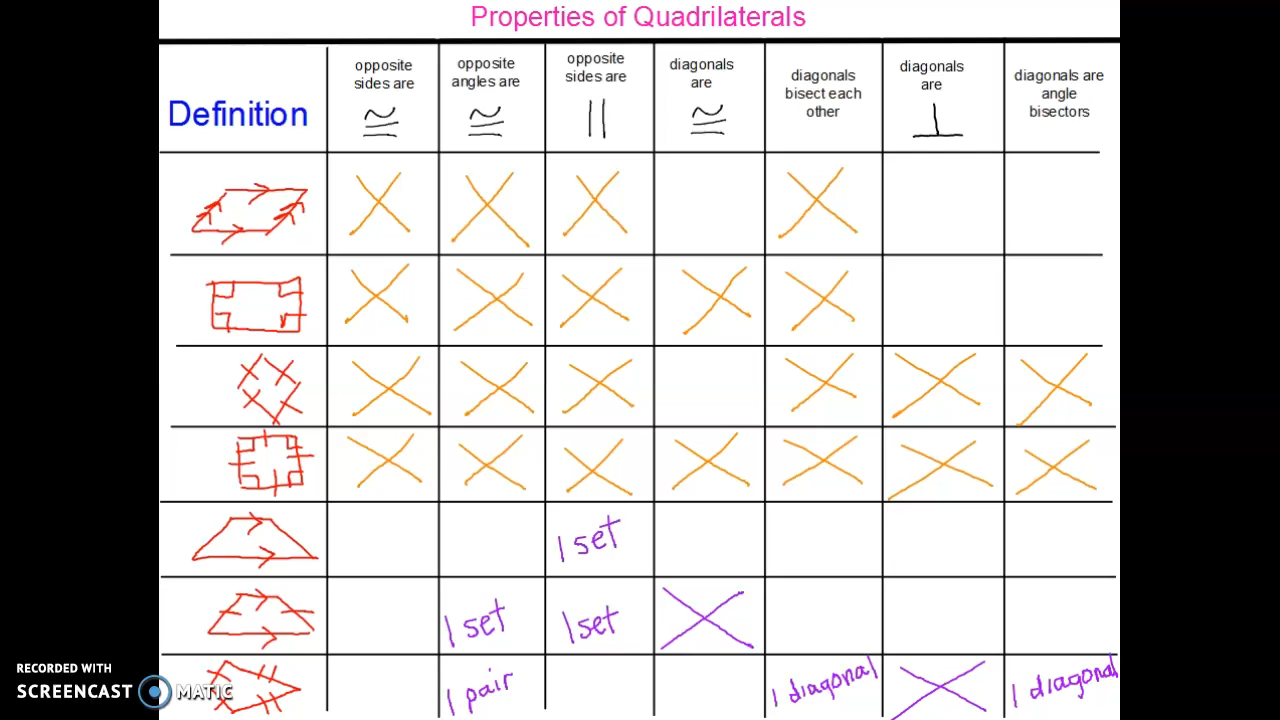 Properties of Quadrilaterals
Definition
opposite
sides are
≅
opposite
angles are
≅
opposite
sides are
||
diagonals
are
≅
diagonals
bisect each
other
diagonals
are
⊥
diagonals are
angle
bisectors
1 set
1 set
1 set
1 pair
1 diagonal
1 diagonal
RECORDED WITH
SCREENCAST MATIC